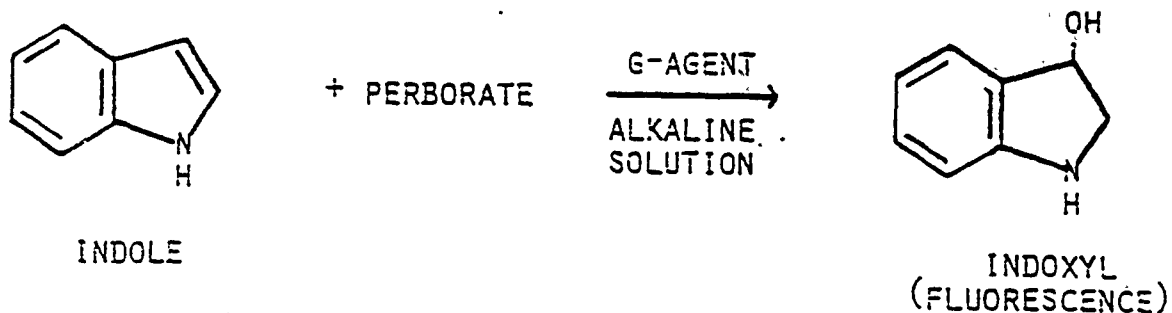 OH
G-AGENT
+ PERBORATE
ALKALINE
SOLUTION
N
H
N
H
INDOLE
INDOXYL
(FLUORESCENCE)